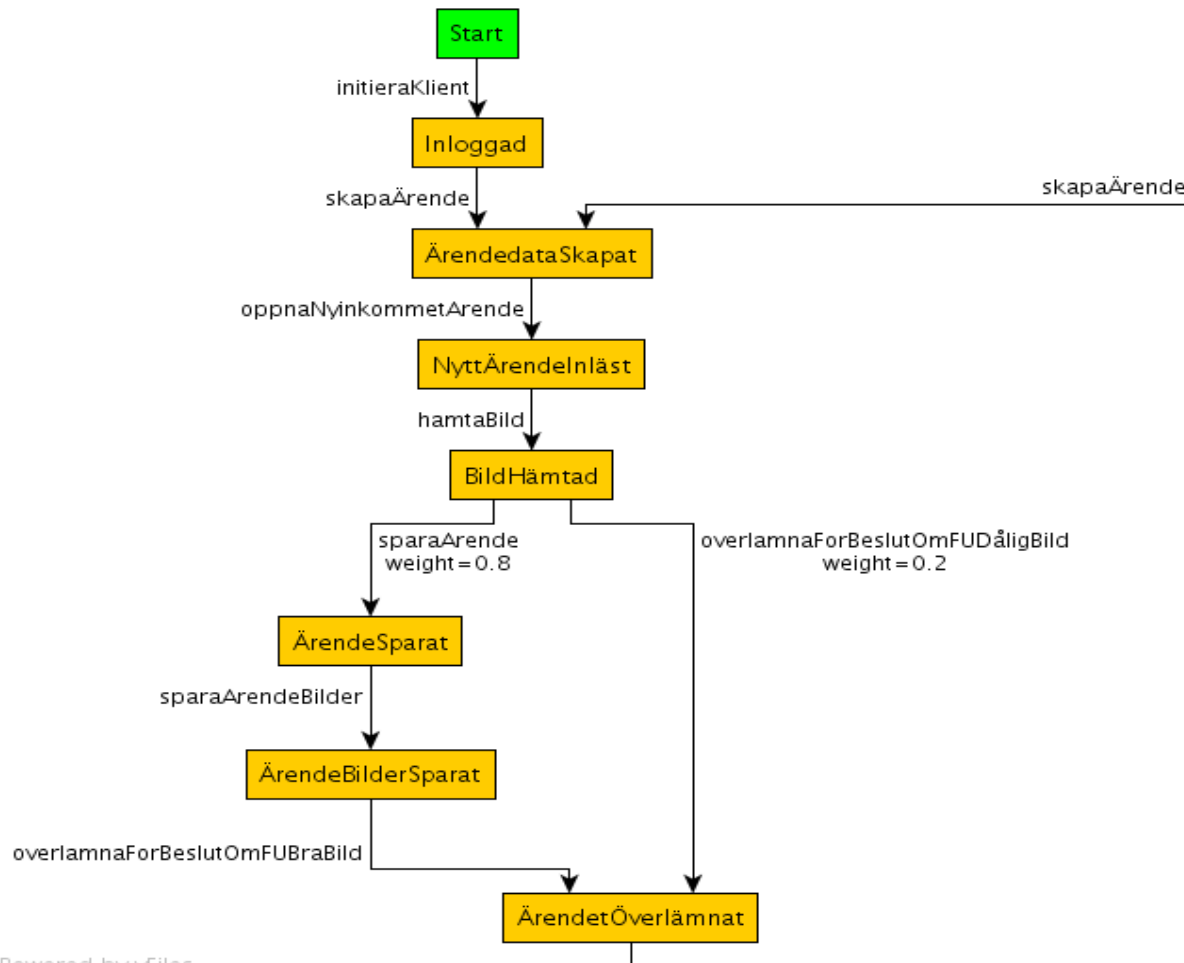 Start
initieraKlient
Inloggad
skapaÄrende
skapaÄrende
ÄrendedataSkapat
oppnaNyinkommetArende
NyttÄrendeInläst
hamtaBild
BildHämtad
sparaArende
weight=0.8
overlamnaForBeslutOmFUDåligBild
weight=0.2
ÄrendeSparat
sparaArendeBilder
ÄrendeBilderSparat
overlamnaForBeslutOmFUBraBild
ÄrendetÖverlämnat